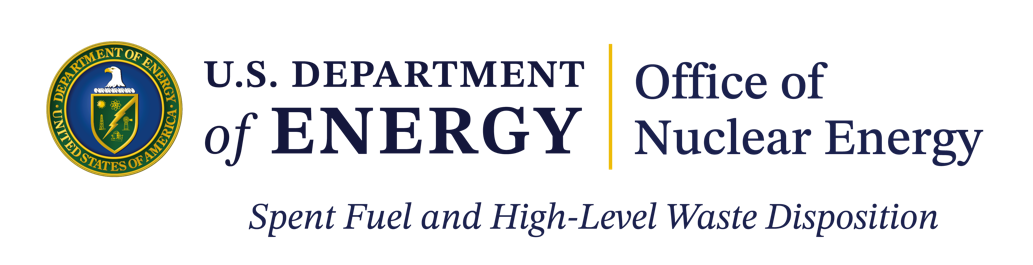 DEPARTMENT OF ENERGY
UNITED STATES OF AMERICA
U.S. DEPARTMENT
of ENERGY
Office of
Nuclear Energy
Spent Fuel and High-Level Waste Disposition